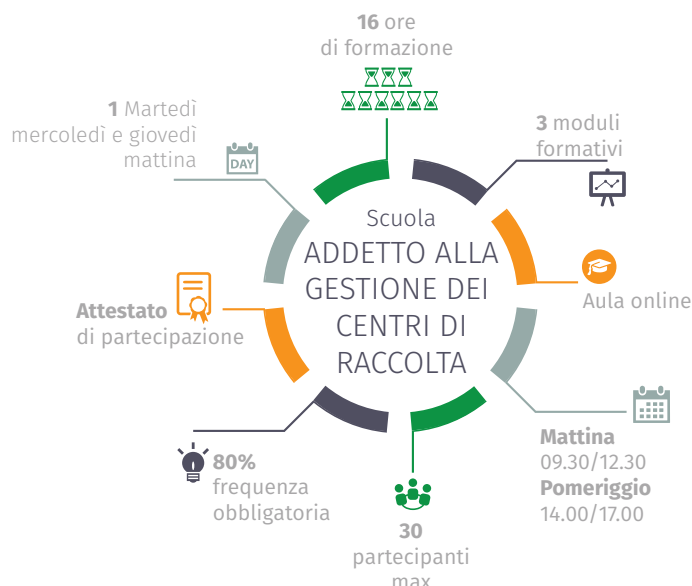 16 ore
di formazione
1 Martedì
mercoledì e giovedì
mattina
DAY
3 moduli
formativi
Scuola
ADDETTO ALLA
GESTIONE DEI
CENTRI DI
RACCOLTA
Aula online
Attestato
di partecipazione
Mattina
09.30/12.30
Pomeriggio
14.00/17.00
80%
frequenza
obbligatoria
30
partecipanti
max